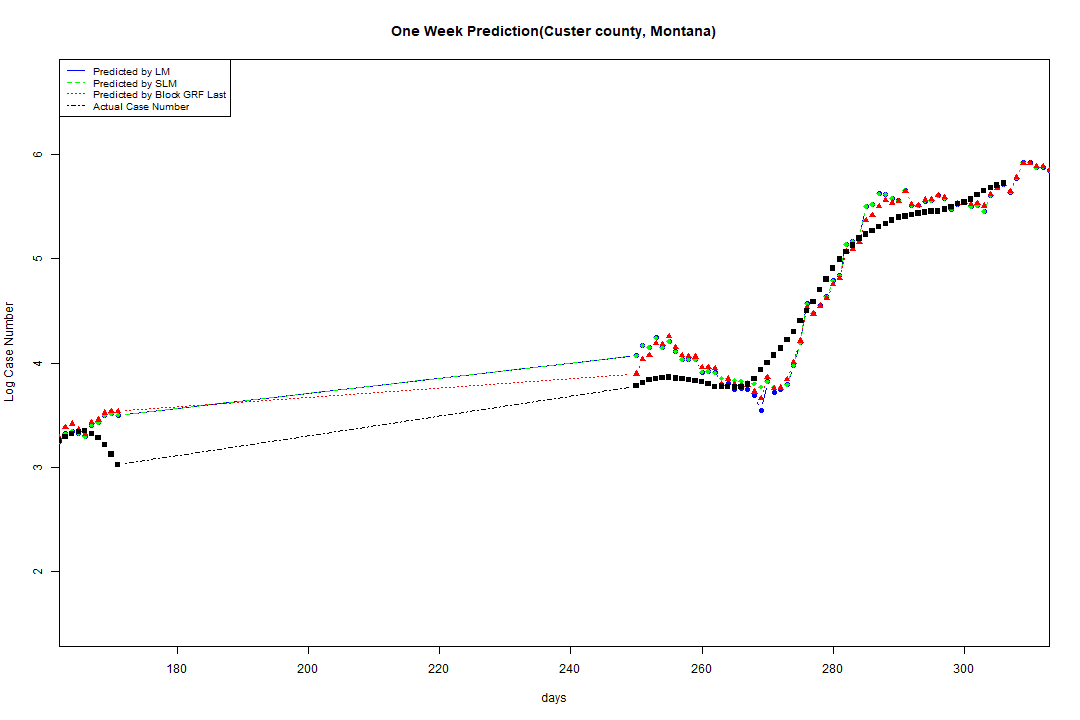 One Week Prediction(Custer county, Montana)
Predicted by LM
Predicted by SLM
Predicted by Block GRF Last
Actual Case Number
6
5
4
3
2
Log Case Number
180 200 220 240 260 280 300
days